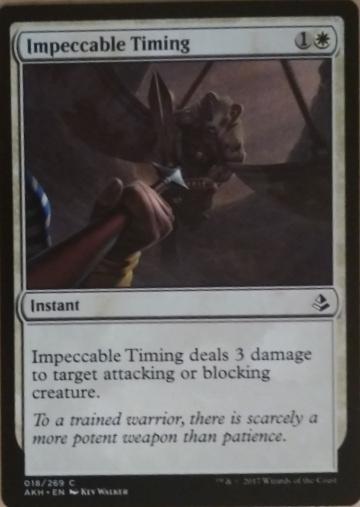 Impeccable Timing 1
Instant
Impeccable Timing deals 3 damage
to target attacking or blocking
creature.
To a trained warrior, there is scarcely a
more potent weapon than patience.
018/269 C
AKH • EN Kev Walker
™ & © 2017 Wizards of the Coast